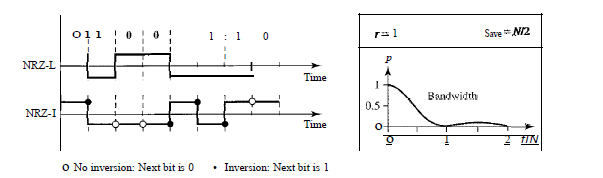 O 1 1 0 0 1 : 1 0
NRZ-L
Time
NRZ-I
Time
O No inversion: Next bit is 0 • Inversion: Next bit is 1
r = 1 Save = N/2
P
1
Bandwidth
0.5
0
0 1 2 f/N